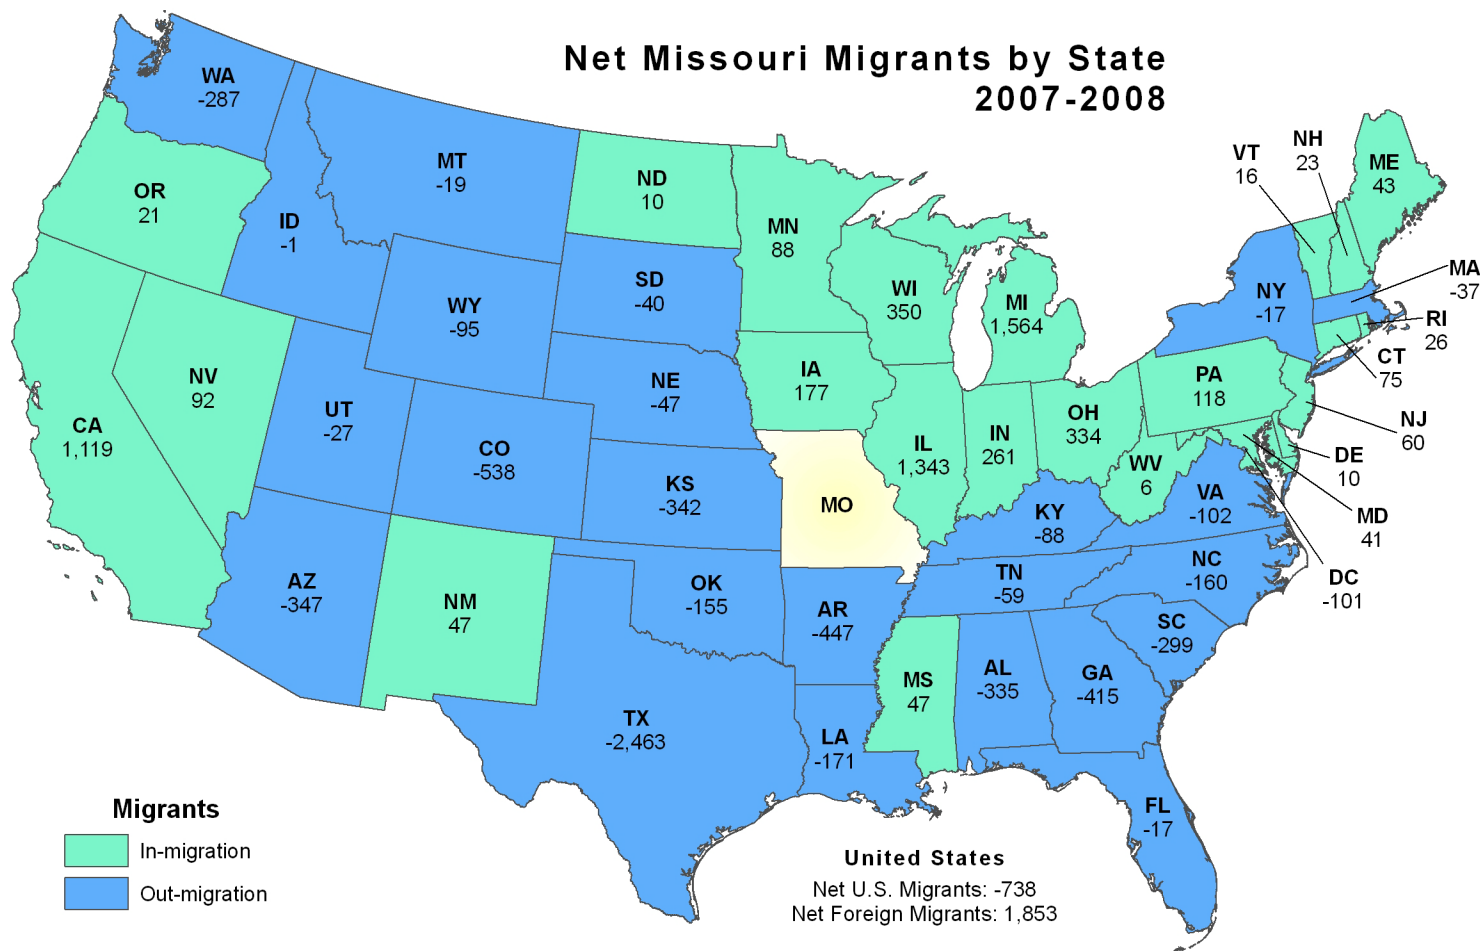 Net Missouri Migrants by State
2007-2008
WA
-287
OR
21
ID
-1
MT
-19
ND
10
MN
88
VT
16
NH
23
ME
43
MA
-37
RI
26
CT
75
NY
-17
NJ
60
DE
10
MD
41
DC
-101
CA
1,119
NV
92
UT
-27
WY
-95
SD
-40
NE
-47
IA
177
WI
350
MI
1,564
PA
118
OH
334
IN
261
IL
1,343
WV
6
VA
-102
CO
-538
KS
-342
MO
KY
-88
TN
-59
NC
-160
AZ
-347
NM
47
OK
-155
AR
-447
SC
-299
MS
47
AL
-335
GA
-415
TX
-2,463
LA
-171
FL
-17
Migrants
In-migration
Out-migration
United States
Net U.S. Migrants: -738
Net Foreign Migrants: 1,853